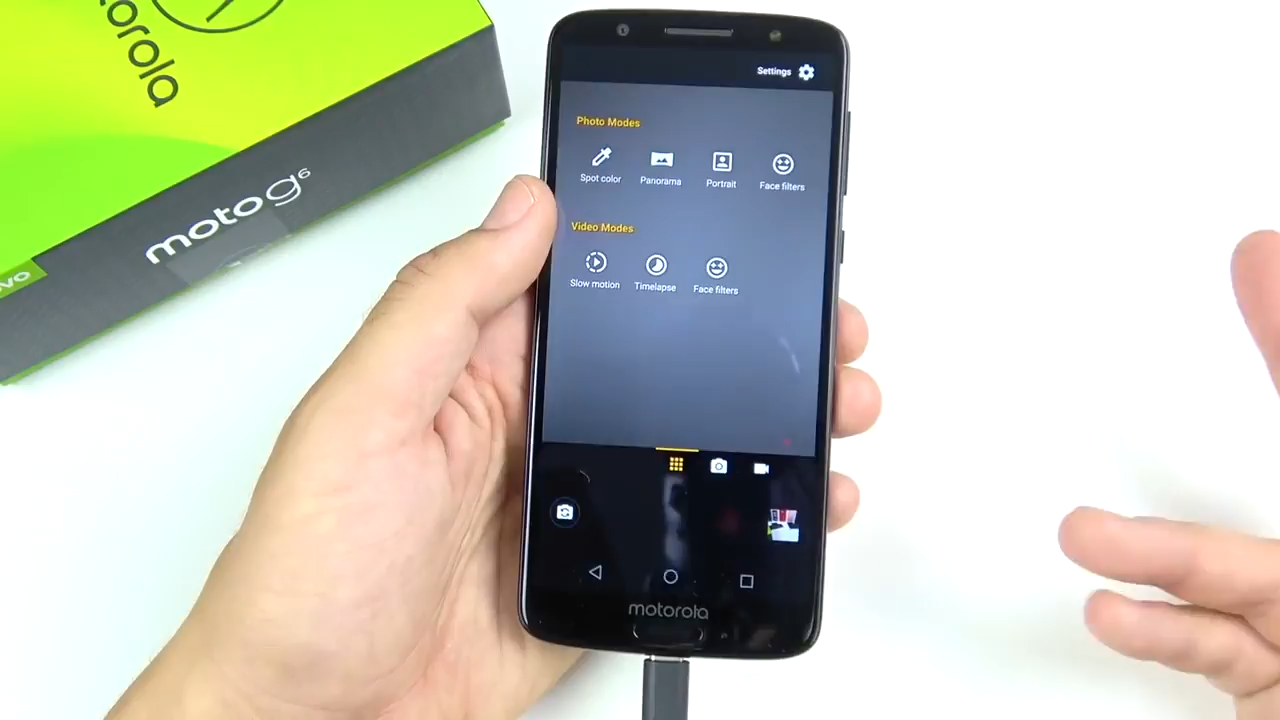 motorola
moto g6
Settings
Photo Modes
Spot color
Panorama
Portrait
Face filters
Video Modes
Slow motion
Timelapse
Face filters
motorola